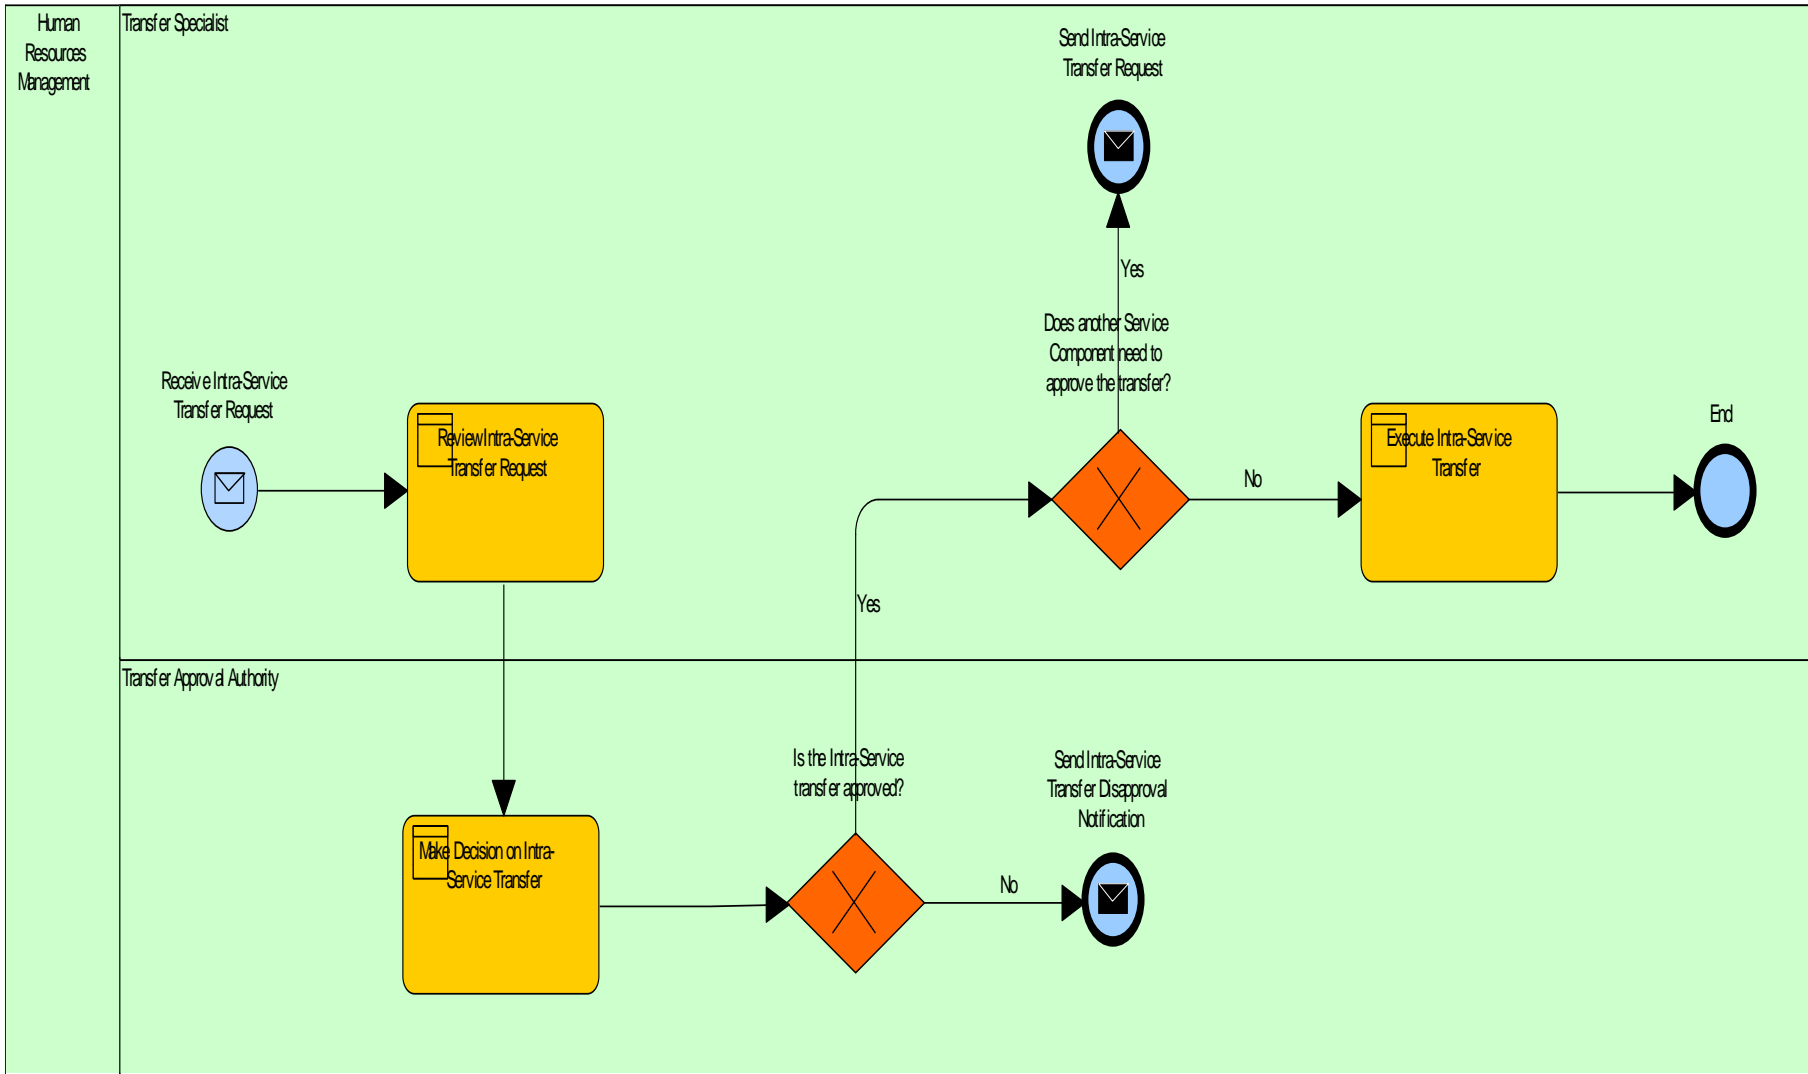 Human
Resources
Management
Transfer Specialist
Send Intra-Service
Transfer Request
Yes
Does another Service
Component need to
approve the transfer?
Receive Intra-Service
Transfer Request
Review Intra-Service
Transfer Request
No
Execute Intra-Service
Transfer
End
Yes
Transfer Approval Authority
Is the Intra-Service
transfer approved?
Send Intra-Service
Transfer Disapproval
Notification
Make Decision on Intra-
Service Transfer
No